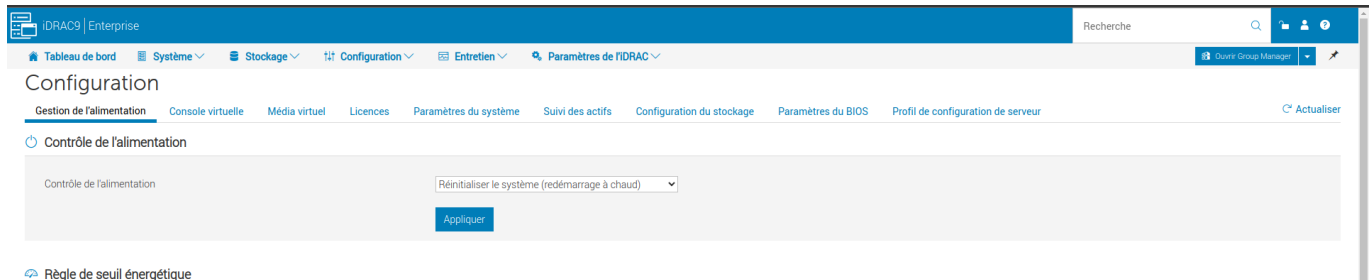 iDRAC9 | Enterprise
Recherche
Tableau de bord Système Stockage Configuration Entretien Paramètres de l'iDRAC Ouvrir Group Manager
Configuration
Gestion de l'alimentation Console virtuelle Média virtuel Licences Paramètres du système Suivi des actifs Configuration du stockage Paramètres du BIOS Profil de configuration de serveur Actualiser
Contrôle de l'alimentation
Contrôle de l'alimentation Réinitialiser le système (redémarrage à chaud)
Appliquer
Règle de seuil énergétique